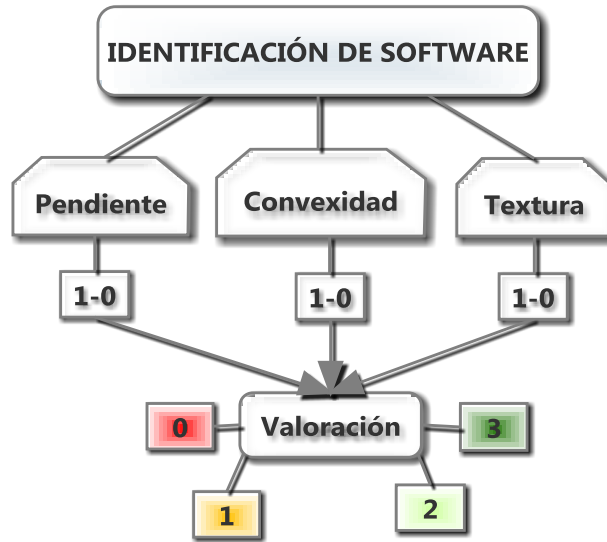 IDENTIFICACIÓN DE SOFTWARE
Pendiente
Convexidad
Textura
1-0
1-0
1-0
Valoración
0
3
1
2